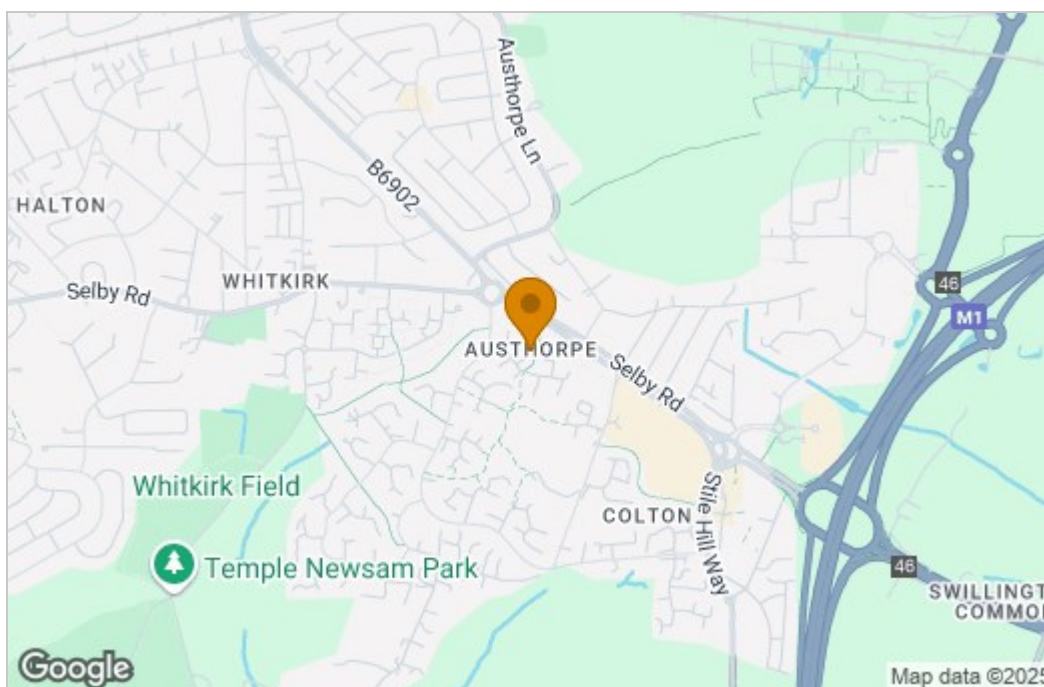 Austhorpe Ln
B6902
HALTON
WHITKIRK
Selby Rd
46
M1
AUSTHORPE
Selby Rd
Whitkirk Field
COLTON
Stile Hill Way
Temple Newsam Park
46
SWILLINGT
COMMON
Google
Map data ©2025